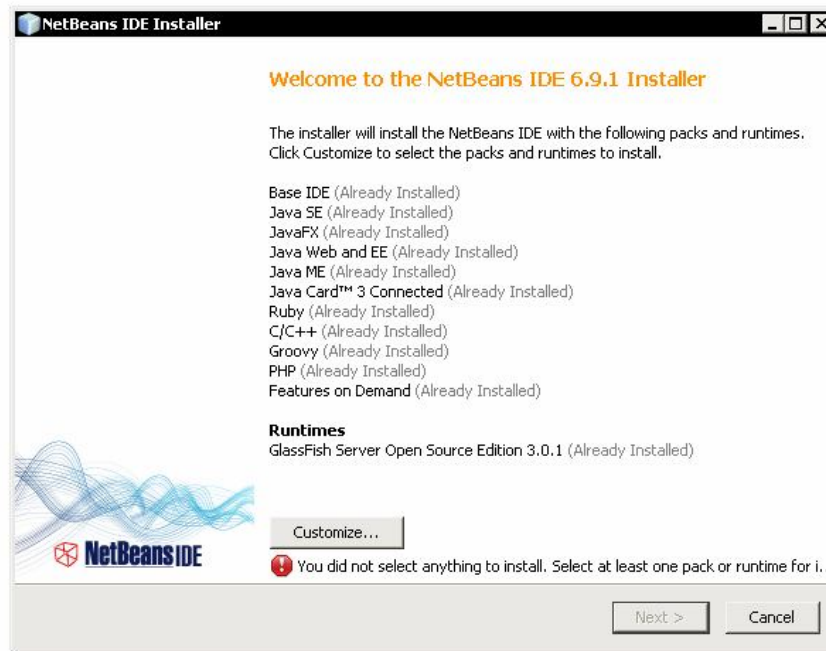 NetBeans IDE Installer
Welcome to the NetBeans IDE 6.9.1 Installer
The installer will install the NetBeans IDE with the following packs and runtimes.
Click Customize to select the packs and runtimes to install.
Base IDE (Already Installed)
Java SE (Already Installed)
JavaFX (Already Installed)
Java Web and EE (Already Installed)
Java ME (Already Installed)
Java Card™ 3 Connected (Already Installed)
Ruby (Already Installed)
C/C++ (Already Installed)
Groovy (Already Installed)
PHP (Already Installed)
Features on Demand (Already Installed)
Runtimes
GlassFish Server Open Source Edition 3.0.1 (Already Installed)
NetBeans IDE
Customize...
You did not select anything to install. Select at least one pack or runtime for i..
Next >
Cancel